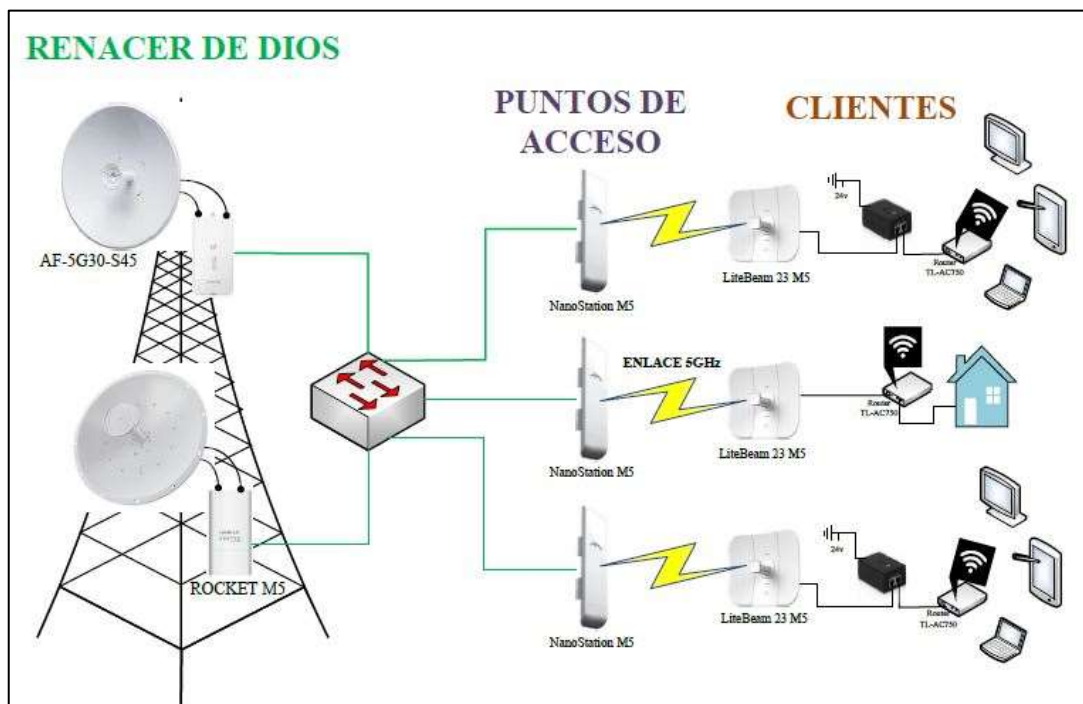 RENACER DE DIOS
PUNTOS DE
ACCESO
CLIENTES
AF-5G30-S45
ROCKET M5
NanoStation M5
LiteBeam 23 M5
24v
Router
TL-AC750
ENLACE 5GHz
NanoStation M5
LiteBeam 23 M5
Router
TL-AC750
NanoStation M5
LiteBeam 23 M5
24v
Router
TL-AC750